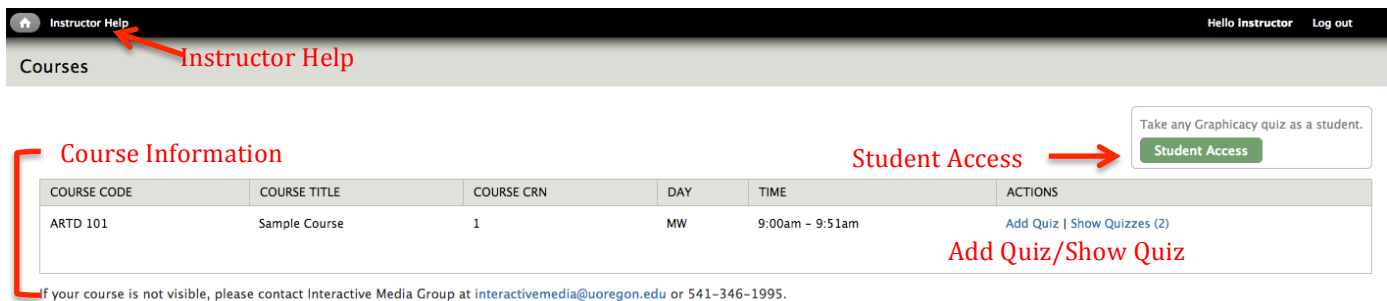 Instructor Help
Hello Instructor Log out
Instructor Help
Courses
Take any Graphicacy quiz as a student.
Student Access
Course Information
Student Access
COURSE CODE COURSE TITLE COURSE CRN DAY TIME ACTIONS
ARTD 101 Sample Course 1 MW 9:00am – 9:51am Add Quiz | Show Quizzes (2)
Add Quiz/Show Quiz
If your course is not visible, please contact Interactive Media Group at interactivemedia@uoregon.edu or 541–346–1995.